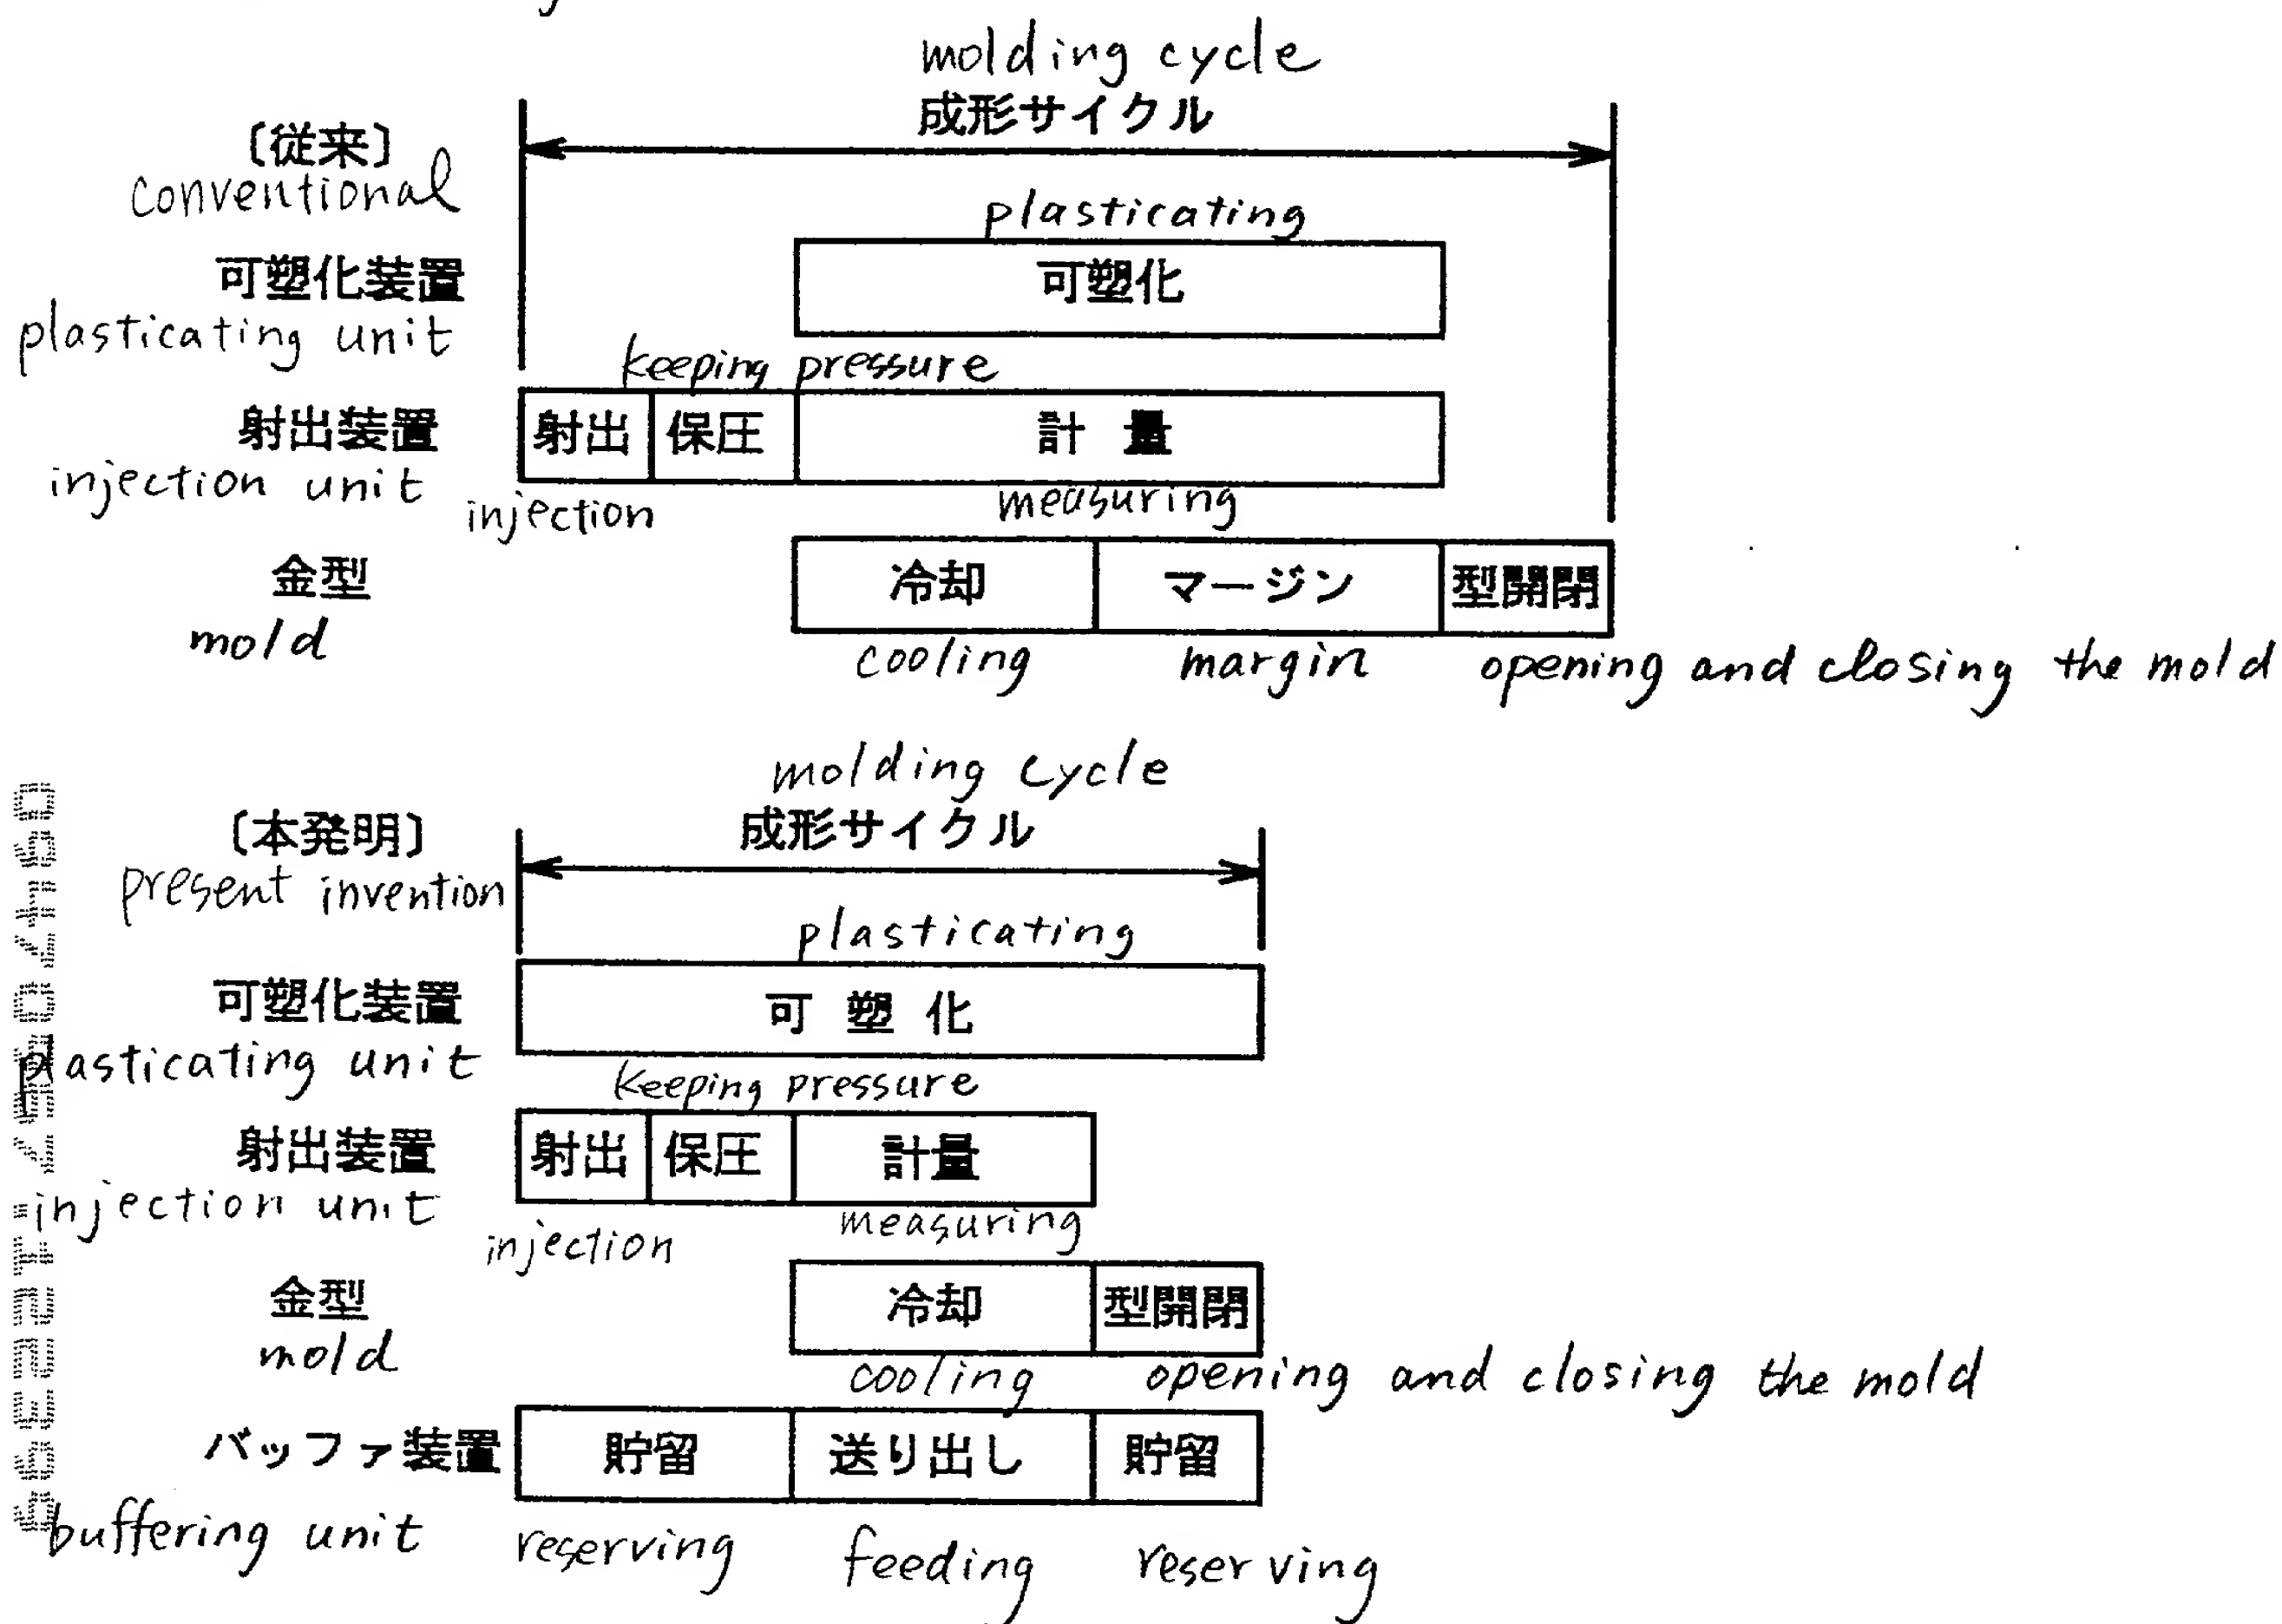 molding cycle
成形サイクル
〔従来〕
conventional
plasticating
可塑化装置
可塑化
plasticating unit
keeping pressure
射出装置
射出
保圧
計量
injection unit
injection
measuring
金型
冷却
マージン
型開閉
mold
cooling
margin
opening and closing the mold
molding cycle
〔本発明〕
成形サイクル
present invention
plasticating
可塑化装置
可塑化
plasticating unit
keeping pressure
射出装置
射出
保圧
計量
injection unit
injection
measuring
金型
冷却
型開閉
mold
cooling
opening and closing the mold
バッファ装置
貯留
送り出し
貯留
buffering unit
reserving
feeding
reserving